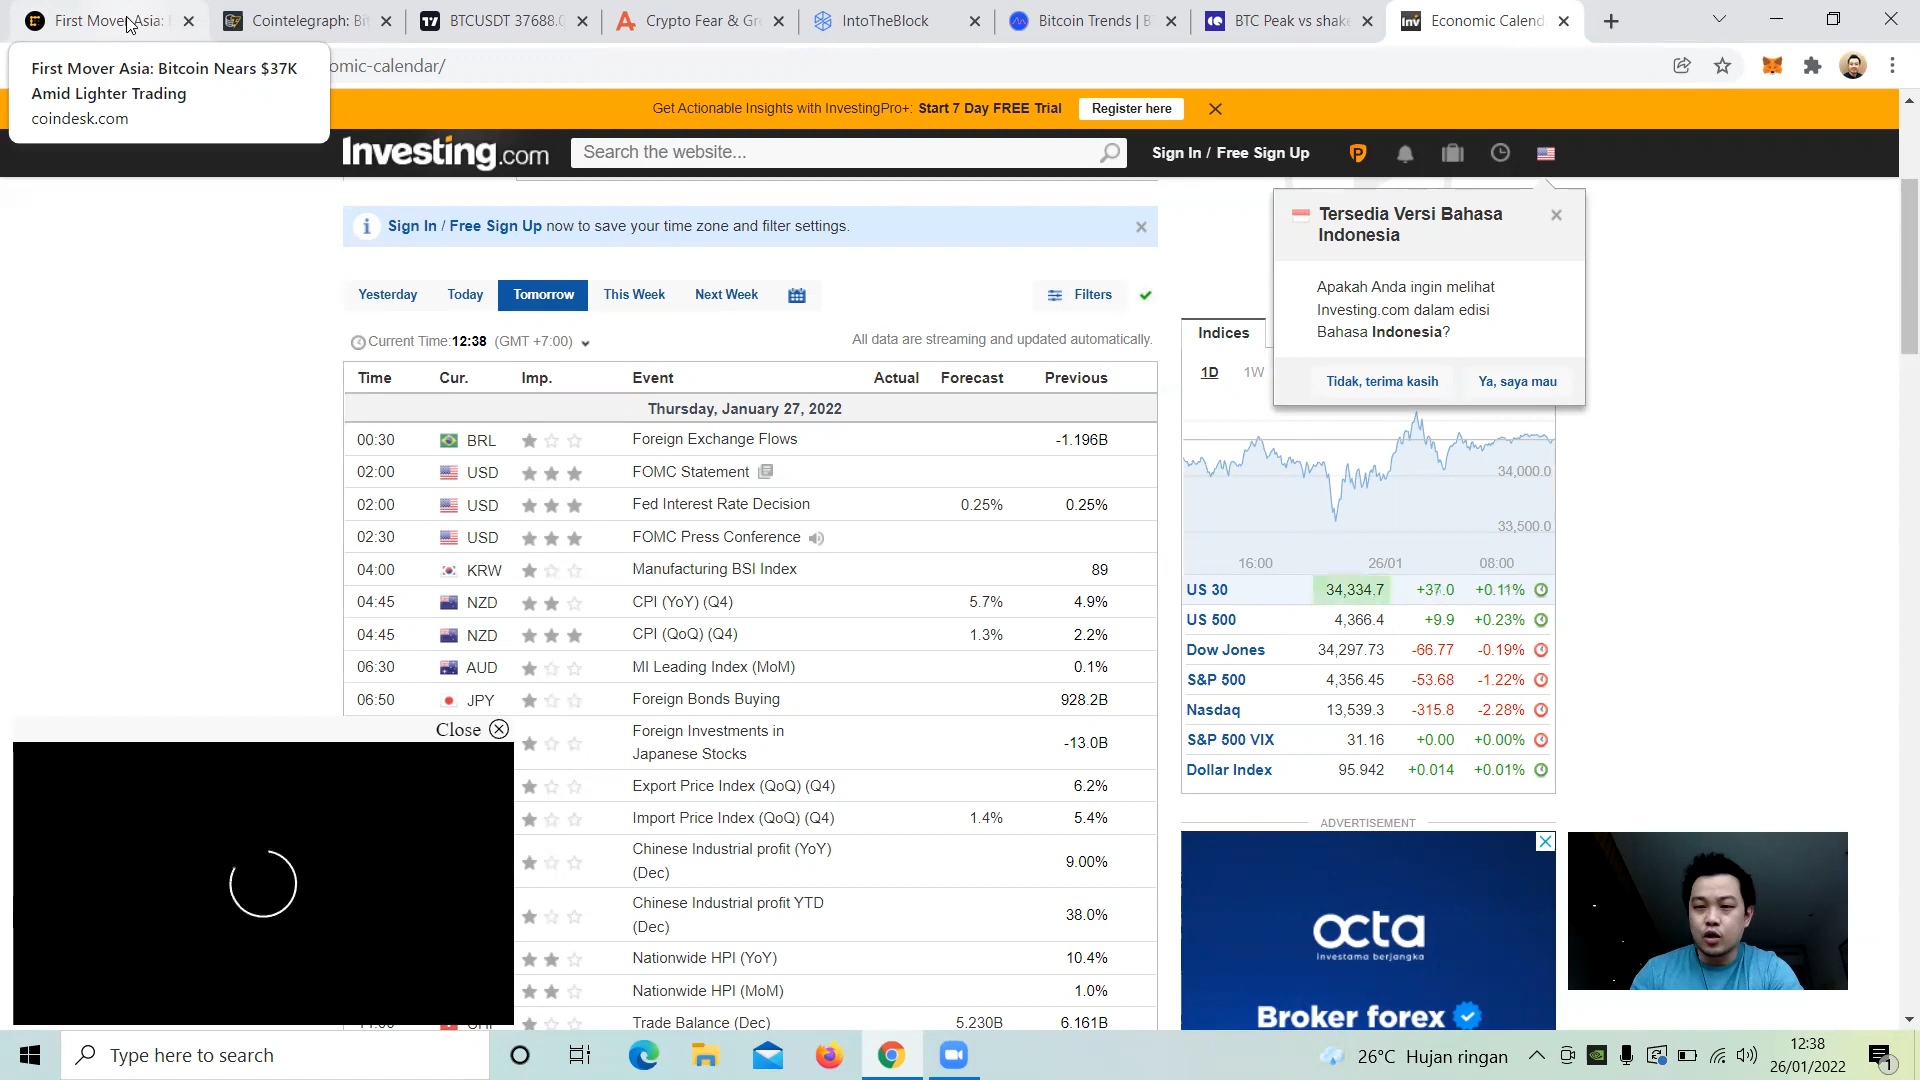 First Mover Asia:
Cointelegraph: Bi
BTCUSDT 37688.0
Crypto Fear & Gr
IntoTheBlock
Bitcoin Trends | B
BTC Peak vs shak
Economic Calend
First Mover Asia: Bitcoin Nears $37K
Amid Lighter Trading
coindesk.com
omic-calendar/
Get Actionable Insights with InvestingPro+: Start 7 Day FREE Trial
Register here
Investing.com
Search the website...
Sign In / Free Sign Up
Sign In / Free Sign Up now to save your time zone and filter settings.
Tersedia Versi Bahasa
Indonesia
Apakah Anda ingin melihat
Investing.com dalam edisi
Bahasa Indonesia?
Tidak, terima kasih
Ya, saya mau
Yesterday Today Tomorrow This Week Next Week
Filters
Current Time:12:38 (GMT +7:00)
All data are streaming and updated automatically.
Time Cur. Imp. Event Actual Forecast Previous
Thursday, January 27, 2022
00:30 BRL Foreign Exchange Flows -1.196B
02:00 USD FOMC Statement
02:00 USD Fed Interest Rate Decision 0.25% 0.25%
02:30 USD FOMC Press Conference
04:00 KRW Manufacturing BSI Index 89
04:45 NZD CPI (YoY) (Q4) 5.7% 4.9%
04:45 NZD CPI (QoQ) (Q4) 1.3% 2.2%
06:30 AUD MI Leading Index (MoM) 0.1%
06:50 JPY Foreign Bonds Buying 928.2B
Foreign Investments in
Japanese Stocks -13.0B
Export Price Index (QoQ) (Q4) 6.2%
Import Price Index (QoQ) (Q4) 1.4% 5.4%
Chinese Industrial profit (YoY)
(Dec) 9.00%
Chinese Industrial profit YTD
(Dec) 38.0%
Nationwide HPI (YoY) 10.4%
Nationwide HPI (MoM) 1.0%
Trade Balance (Dec) 5.230B 6.161B
Close
Indices
1D 1W
34,000.0
33,500.0
16:00 26/01 08:00
US 30 34,334.7 +37.0 +0.11%
US 500 4,366.4 +9.9 +0.23%
Dow Jones 34,297.73 -66.77 -0.19%
S&P 500 4,356.45 -53.68 -1.22%
Nasdaq 13,539.3 -315.8 -2.28%
S&P 500 VIX 31.16 +0.00 +0.00%
Dollar Index 95.942 +0.014 +0.01%
ADVERTISEMENT
octa
investama berjangka
Broker forex
Type here to search
26°C Hujan ringan
12:38
26/01/2022
1